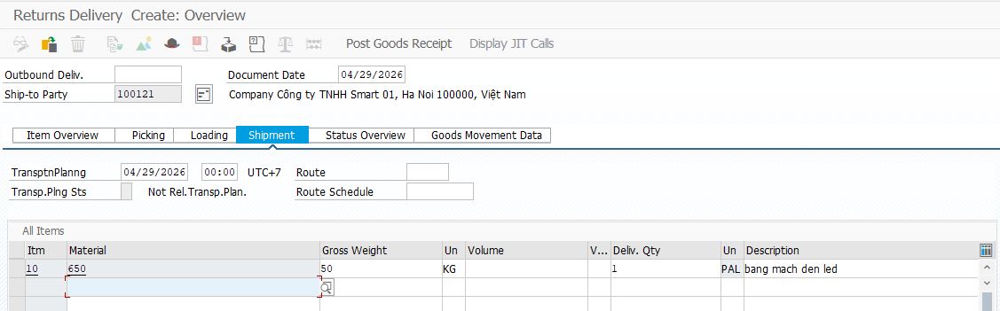 Returns Delivery Create: Overview
Post Goods Receipt Display JIT Calls
Outbound Deliv. Document Date 04/29/2026
Ship-to Party 100121 Company Công ty TNHH Smart 01, Ha Noi 100000, Việt Nam
Item Overview Picking Loading Shipment Status Overview Goods Movement Data
TransptnPlanng 04/29/2026 00:00 UTC+7 Route
Transp.Plng Sts Not Rel.Transp.Plan. Route Schedule
All Items
Itm Material Gross Weight Un Volume V... Deliv. Qty Un Description
10 650 50 KG 1 PAL bang mach den led